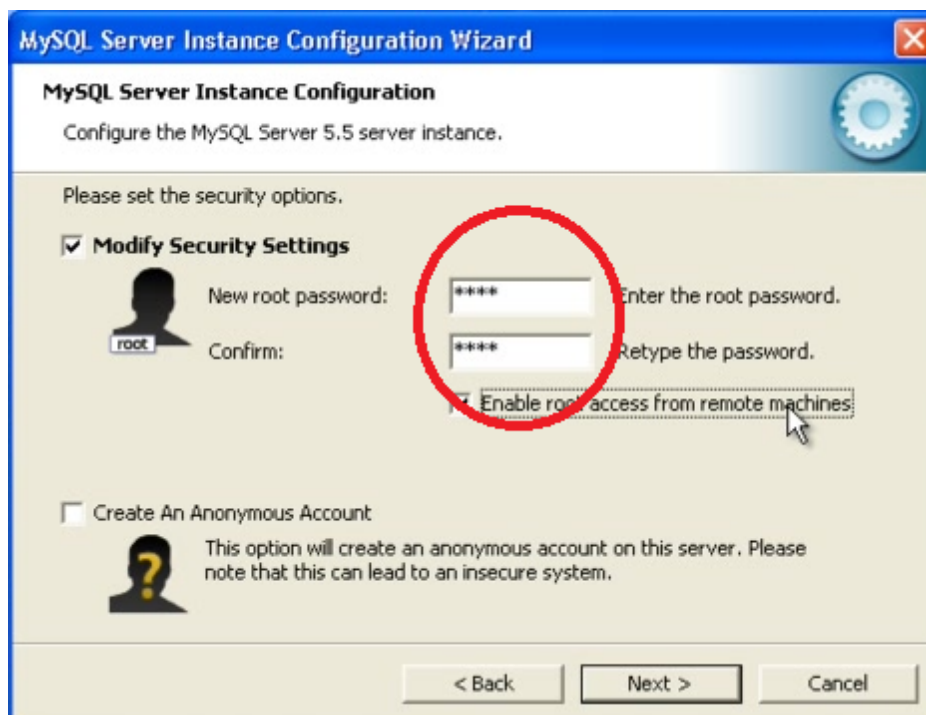 MySQL Server Instance Configuration Wizard
MySQL Server Instance Configuration
Configure the MySQL Server 5.5 server instance.
Please set the security options.
Modify Security Settings
root
New root password: **** Enter the root password.
Confirm: **** Retype the password.
Enable root access from remote machines
Create An Anonymous Account
This option will create an anonymous account on this server. Please
note that this can lead to an insecure system.
< Back Next > Cancel